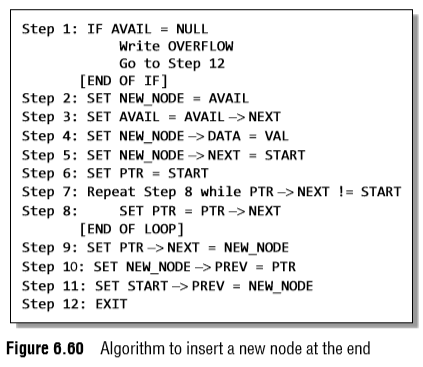 Step 1: IF AVAIL = NULL
Write OVERFLOW
Go to Step 12
[END OF IF]
Step 2: SET NEW_NODE = AVAIL
Step 3: SET AVAIL = AVAIL -> NEXT
Step 4: SET NEW_NODE -> DATA = VAL
Step 5: SET NEW_NODE -> NEXT = START
Step 6: SET PTR = START
Step 7: Repeat Step 8 while PTR -> NEXT != START
Step 8: SET PTR = PTR -> NEXT
[END OF LOOP]
Step 9: SET PTR -> NEXT = NEW_NODE
Step 10: SET NEW_NODE -> PREV = PTR
Step 11: SET START -> PREV = NEW_NODE
Step 12: EXIT
Figure 6.60 Algorithm to insert a new node at the end